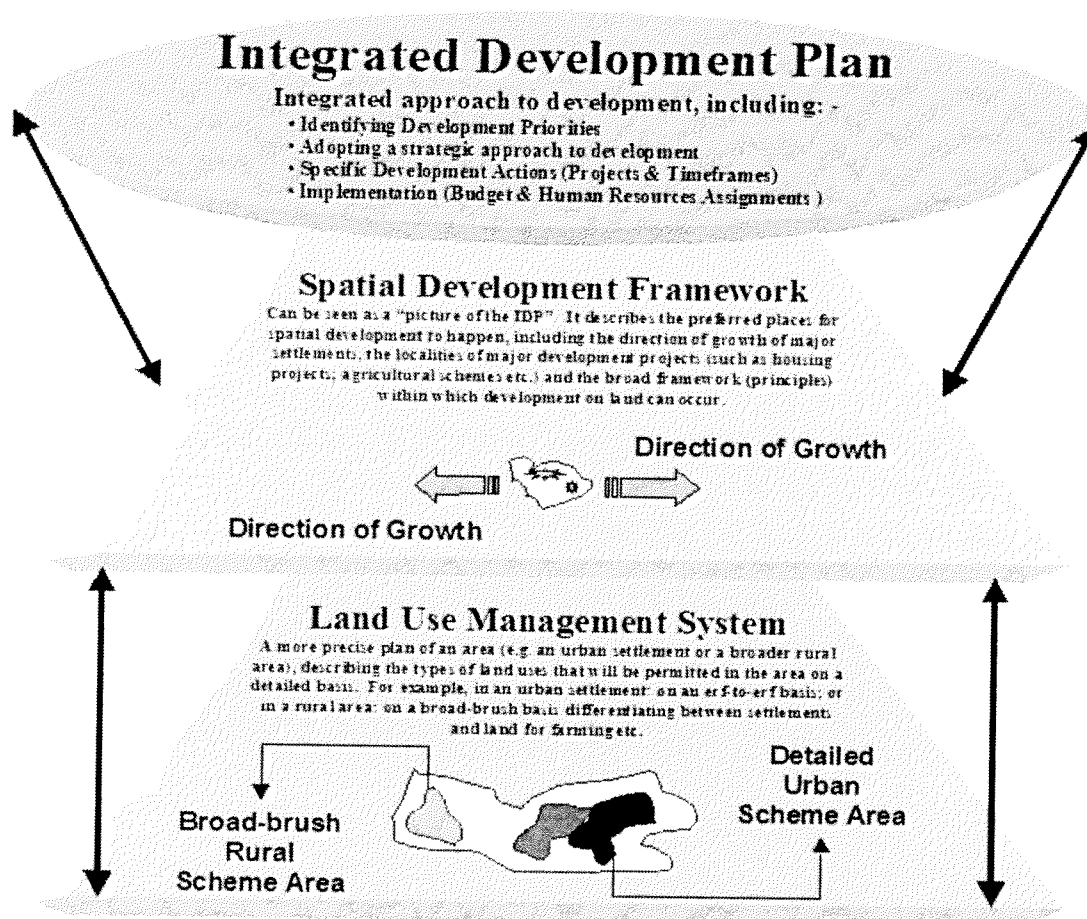 Integrated Development Plan
Integrated approach to development, including: -
• Identifying Development Priorities
• Adopting a strategic approach to development
• Specific Development Actions (Projects & Timeframes)
• Implementation (Budget & Human Resources Assignments )
Spatial Development Framework
Can be seen as a "picture of the IDP". It describes the preferred places for
spatial development to happen, including the direction of growth of major
settlements, the localities of major development projects (such as housing
projects, agricultural schemes etc.) and the broad framework (principles)
within which development on land can occur.
Direction of Growth
Direction of Growth
Land Use Management System
A more precise plan of an area (e.g. an urban settlement or a broader rural
area), describing the types of land uses that will be permitted in the area on a
detailed basis. For example, in an urban settlement: on an erf-to-erf basis; or
in a rural area: on a broad-brush basis differentiating between settlements
and land for farming etc.
Detailed
Urban
Scheme Area
Broad-brush
Rural
Scheme Area